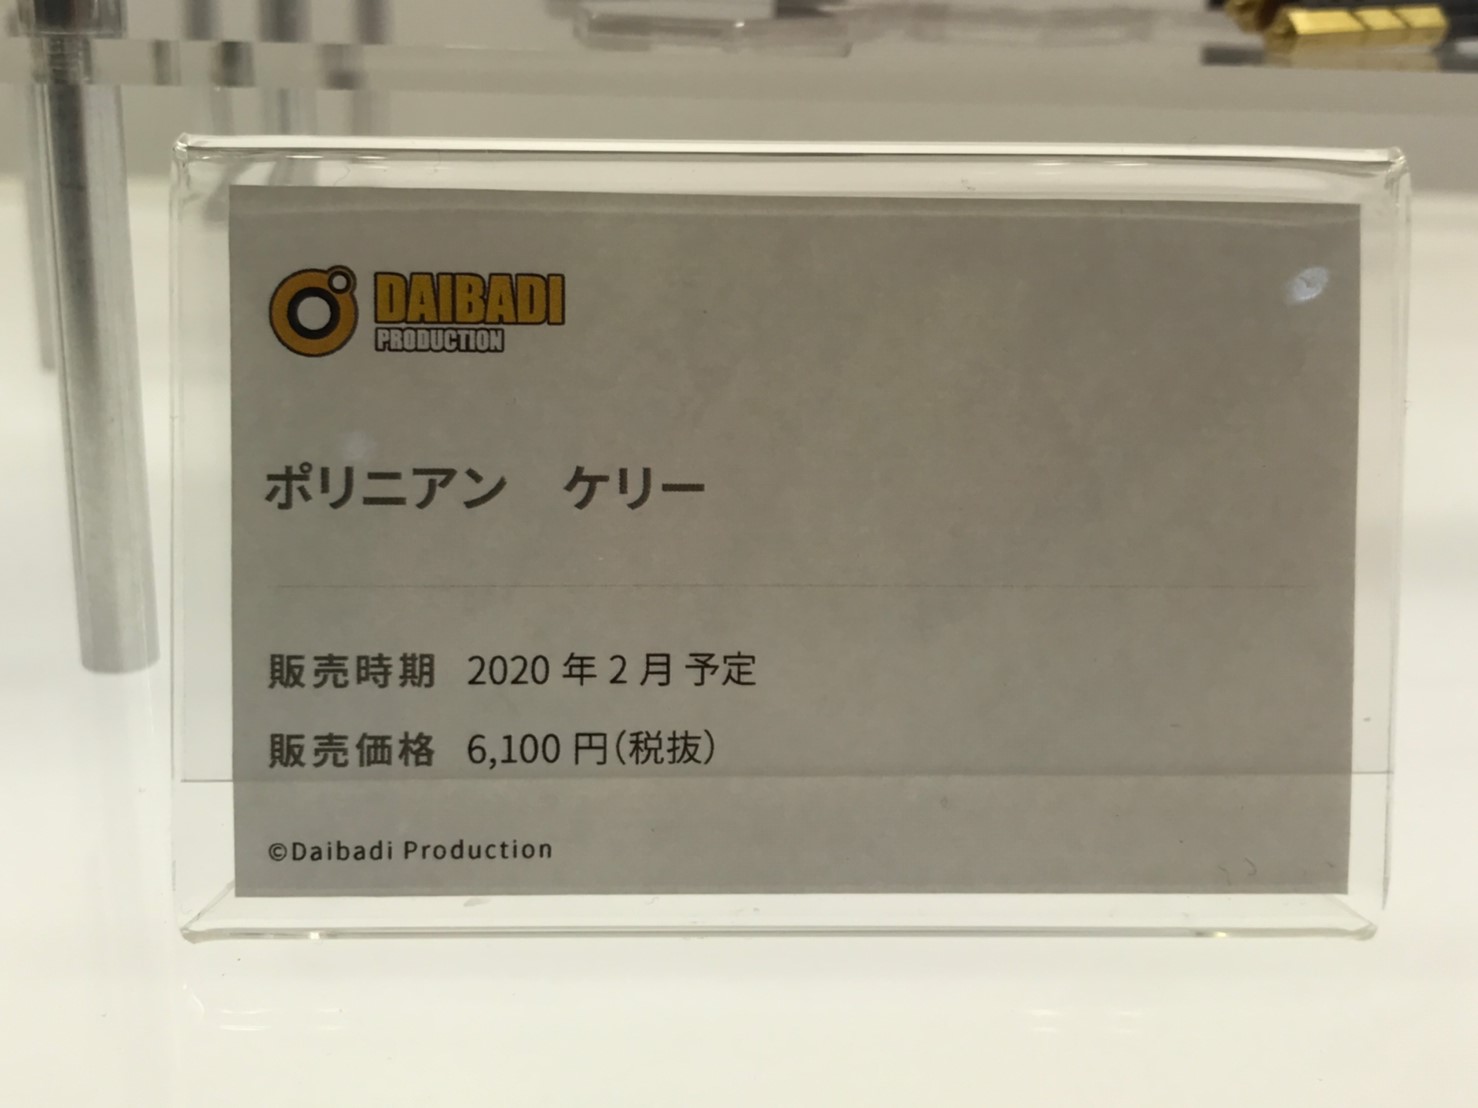 DAIBADI
PRODUCTION
ポリニアン　ケリー
販売時期 2020 年 2 月 予定
販売価格 6,100 円(税抜)
©Daibadi Production